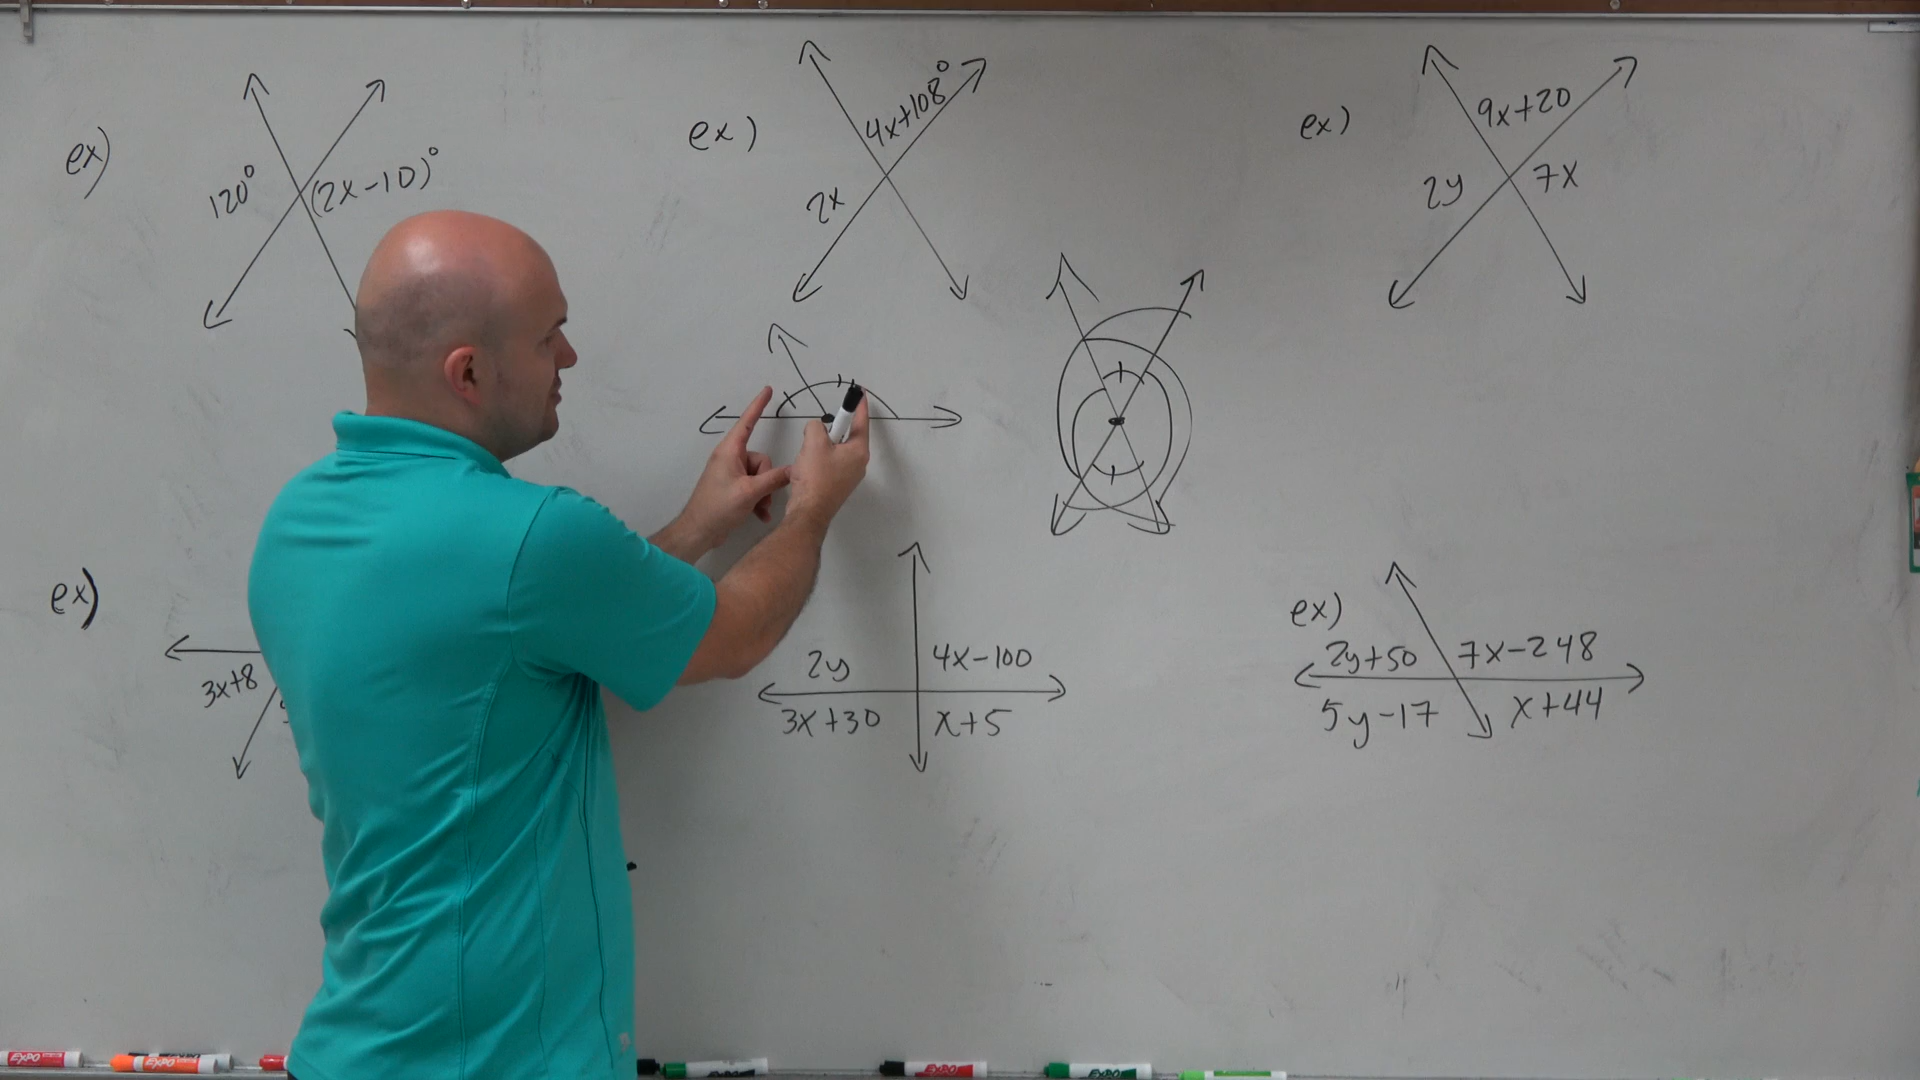 ex)
120°
(2x-10)°
ex)
4x+108°
2x
ex)
9x+20
2y
7x
ex)
3x+8
2y
4x-100
3x+30
x+5
ex)
2y+50
7x-248
5y-17
x+44
EXPO
EXPO
EXPO
EXPO
EXPO